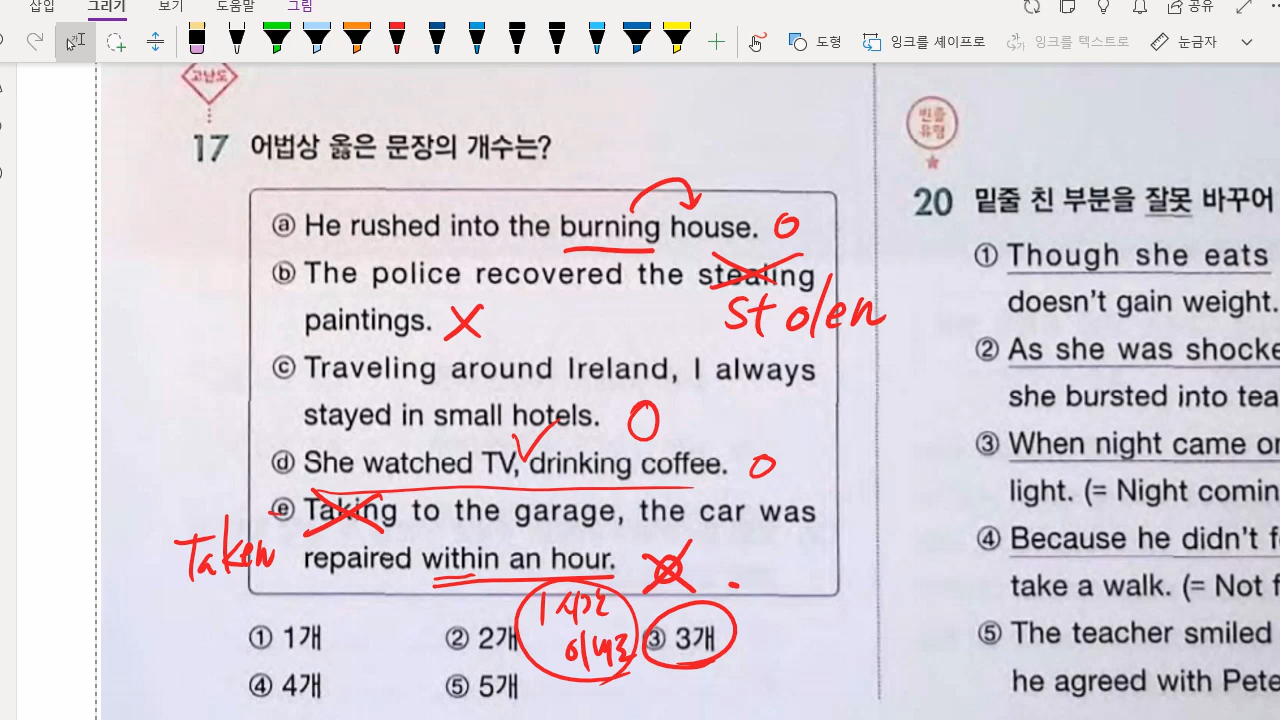 삽입 그리기 보기 도움말 그림 공유
도형 잉크를 셰이프로 잉크를 텍스트로 눈금자
고난도
17 어법상 옳은 문장의 개수는?
ⓐ He rushed into the burning house. O
ⓑ The police recovered the stealing
stolen
paintings. X
ⓒ Traveling around Ireland, I always
stayed in small hotels. O
ⓓ She watched TV, drinking coffee. O
ⓔ Taking to the garage, the car was
Taken
repaired within an hour. X
1시간
이내로
① 1개 ② 2개 ③ 3개
④ 4개 ⑤ 5개
빈출
유형
20 밑줄 친 부분을 잘못 바꾸어
① Though she eats
doesn't gain weight.
② As she was shocke
she bursted into tea
③ When night came on
light. (= Night coming
④ Because he didn't f
take a walk. (= Not f
⑤ The teacher smiled
he agreed with Pete